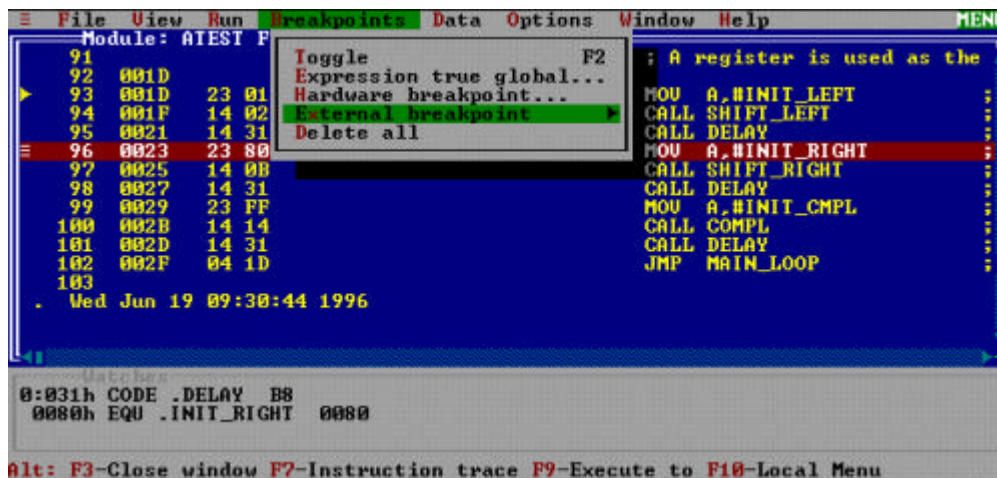 ≡ File View Run Breakpoints Data Options Window Help MENU
Module: ATEST F
Toggle F2
Expression true global...
Hardware breakpoint...
External breakpoint ►
Delete all
91 ; A register is used as the
92 001D
► 93 001D 23 01 MOV A,#INIT_LEFT ;
94 001F 14 02 CALL SHIFT_LEFT ;
95 0021 14 31 CALL DELAY ;
≡ 96 0023 23 80 MOV A,#INIT_RIGHT ;
97 0025 14 0B CALL SHIFT_RIGHT ;
98 0027 14 31 CALL DELAY ;
99 0029 23 FF MOV A,#INIT_CMPL ;
100 002B 14 14 CALL COMPL ;
101 002D 14 31 CALL DELAY ;
102 002F 04 1D JMP MAIN_LOOP ;
103
. Wed Jun 19 09:30:44 1996
Watches
0:031h CODE .DELAY B8
0080h EQU .INIT_RIGHT 0080
Alt: F3-Close window F7-Instruction trace F9-Execute to F10-Local Menu